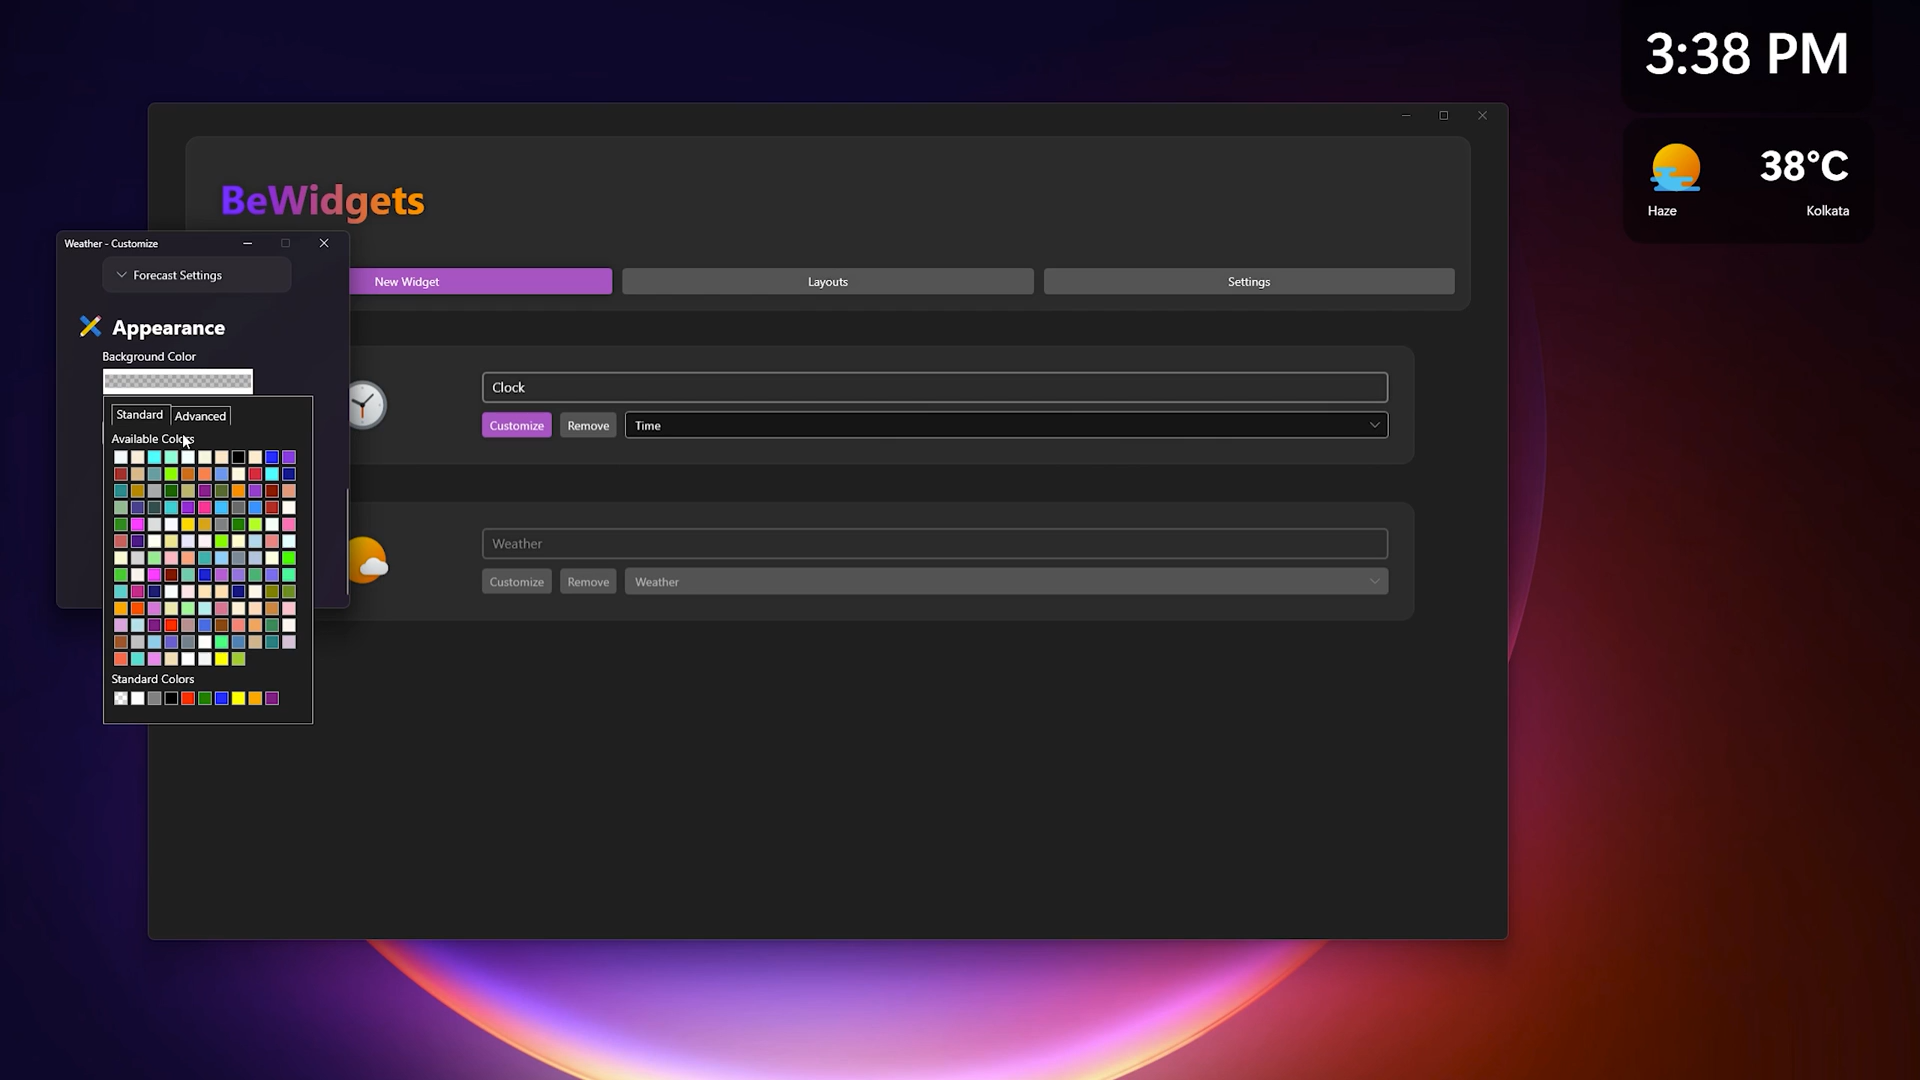 3:38 PM
38°C
Haze
Kolkata
BeWidgets
New Widget
Layouts
Settings
Weather - Customize
Forecast Settings
Appearance
Background Color
Standard
Advanced
Available Colors
Standard Colors
Clock
Customize
Remove
Time
Weather
Customize
Remove
Weather